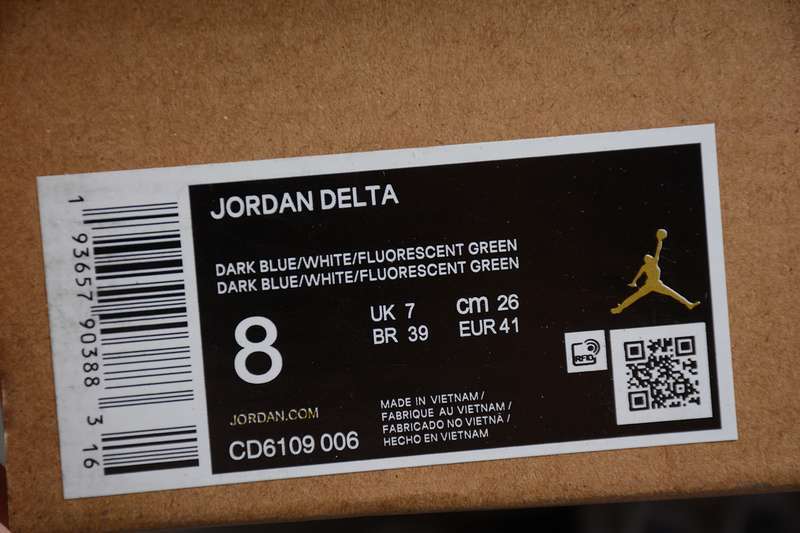 JORDAN DELTA
DARK BLUE/WHITE/FLUORESCENT GREEN
DARK BLUE/WHITE/FLUORESCENT GREEN
8
UK 7 cm 26
BR 39 EUR 41
JORDAN.COM
CD6109 006
MADE IN VIETNAM /
FABRIQUE AU VIETNAM /
FABRICADO NO VIETNÃ /
HECHO EN VIETNAM
RFID
1 93657 90388 3 16